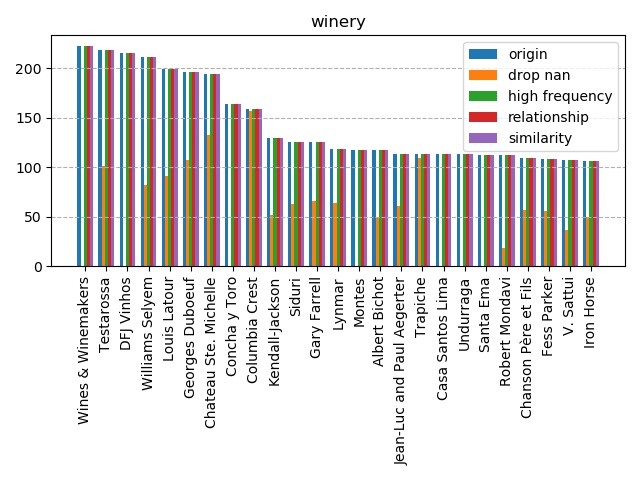 winery
origin
drop nan
high frequency
relationship
similarity
200
150
100
50
0
Wines & Winemakers
Testarossa
DFJ Vinhos
Williams Selyem
Louis Latour
Georges Duboeuf
Chateau Ste. Michelle
Concha y Toro
Columbia Crest
Kendall-Jackson
Siduri
Gary Farrell
Lynmar
Montes
Albert Bichot
Jean-Luc and Paul Aegerter
Trapiche
Casa Santos Lima
Undurraga
Santa Ema
Robert Mondavi
Chanson Père et Fils
Fess Parker
V. Sattui
Iron Horse